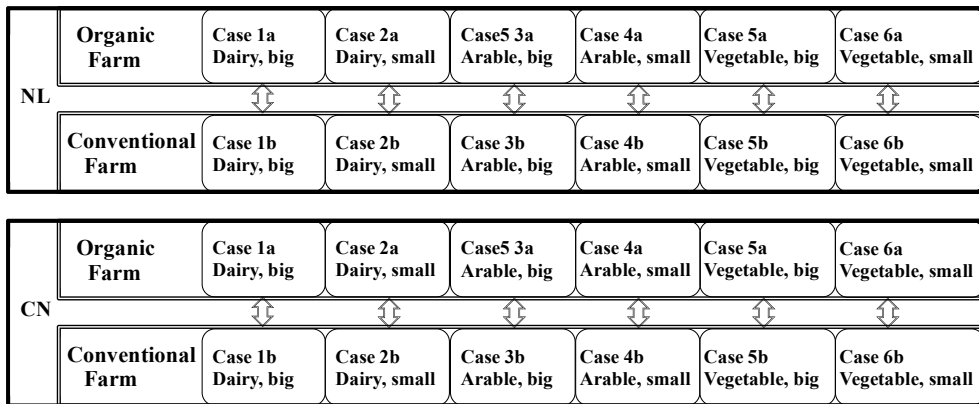 Organic Farm
Case 1a
Dairy, big
Case 2a
Dairy, small
Case5 3a
Arable, big
Case 4a
Arable, small
Case 5a
Vegetable, big
Case 6a
Vegetable, small
NL
Conventional Farm
Case 1b
Dairy, big
Case 2b
Dairy, small
Case 3b
Arable, big
Case 4b
Arable, small
Case 5b
Vegetable, big
Case 6b
Vegetable, small
Organic Farm
Case 1a
Dairy, big
Case 2a
Dairy, small
Case5 3a
Arable, big
Case 4a
Arable, small
Case 5a
Vegetable, big
Case 6a
Vegetable, small
CN
Conventional Farm
Case 1b
Dairy, big
Case 2b
Dairy, small
Case 3b
Arable, big
Case 4b
Arable, small
Case 5b
Vegetable, big
Case 6b
Vegetable, small